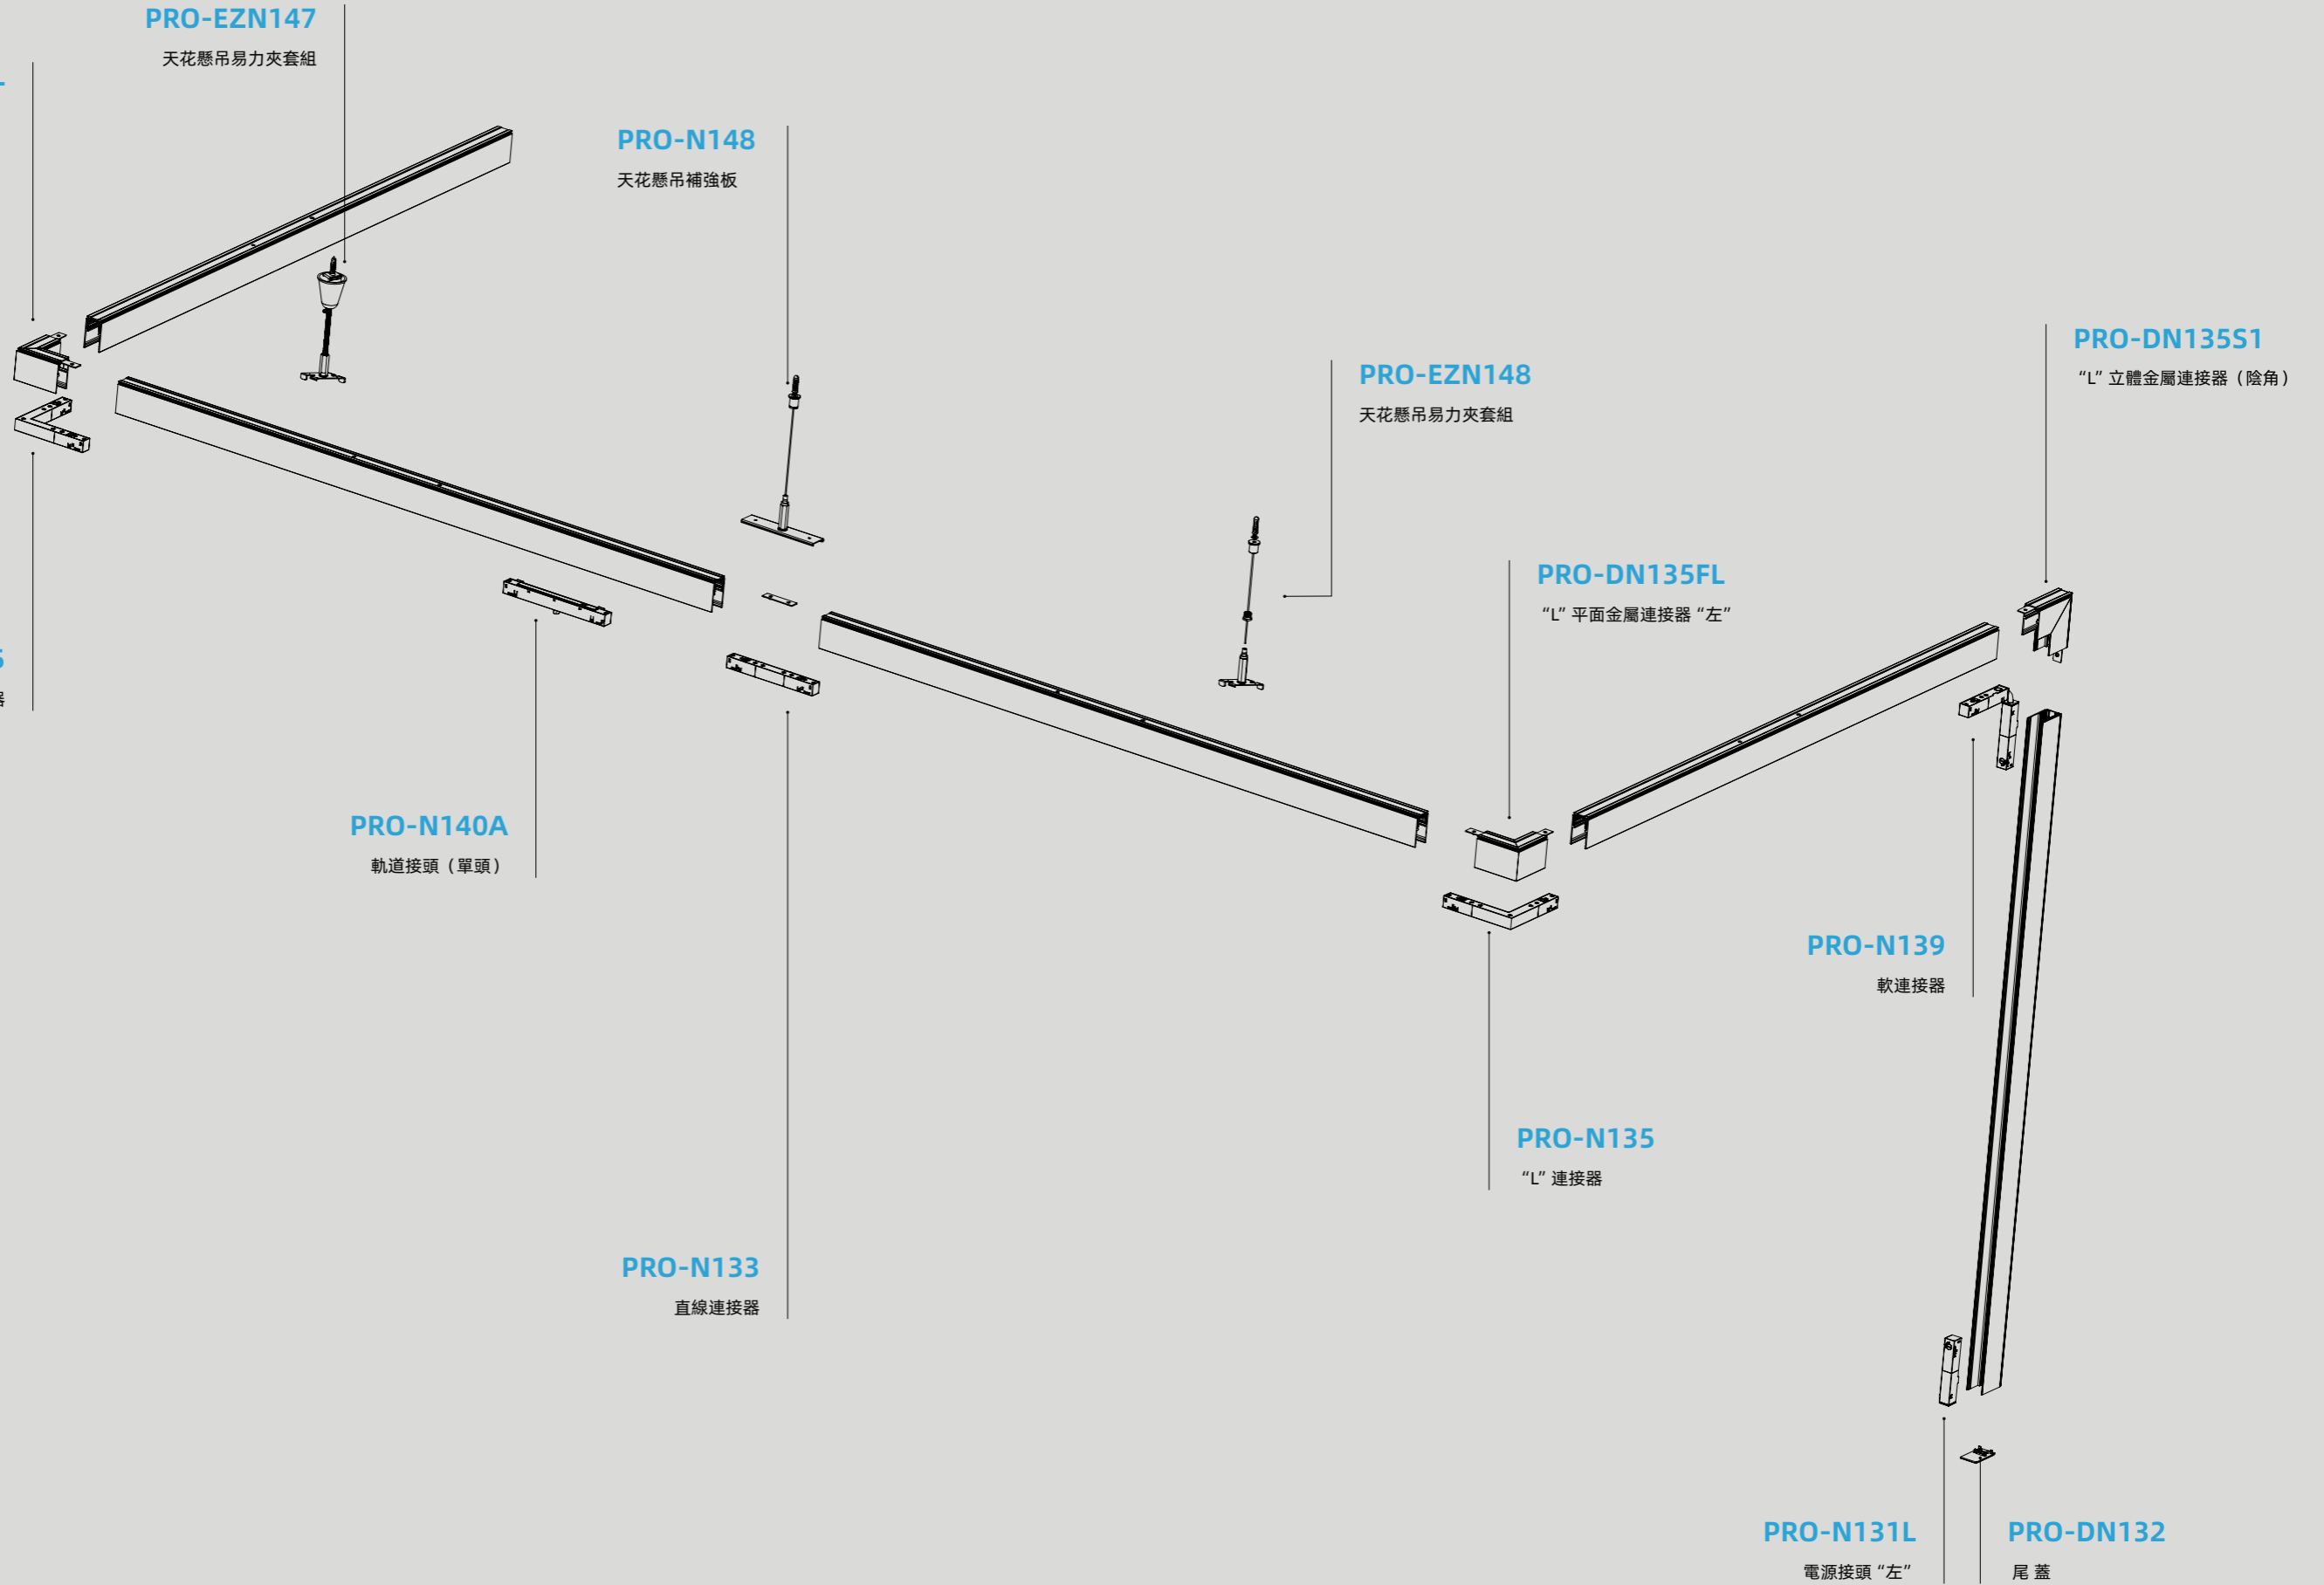 PRO-EZN147
天花懸吊易力夾套組
PRO-N148
天花懸吊補強板
PRO-EZN148
天花懸吊易力夾套組
PRO-DN135S1
“L” 立體金屬連接器（陰角）
PRO-DN135FL
“L” 平面金屬連接器 “左”
PRO-N140A
軌道接頭（單頭）
PRO-N139
軟連接器
PRO-N135
“L” 連接器
PRO-N133
直線連接器
PRO-N131L
電源接頭 “左”
PRO-DN132
尾 蓋